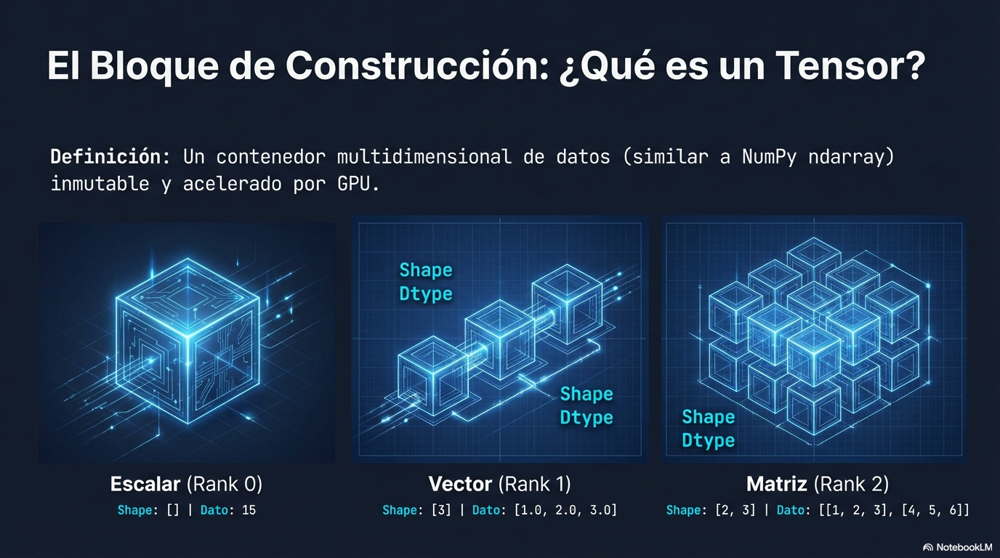 El Bloque de Construcción: ¿Qué es un Tensor?
Definición: Un contenedor multidimensional de datos (similar a NumPy ndarray)
inmutable y acelerado por GPU.
Shape
Dtype
Shape
Dtype
Shape
Dtype
Escalar (Rank 0)
Shape: [] | Dato: 15
Vector (Rank 1)
Shape: [3] | Dato: [1.0, 2.0, 3.0]
Matriz (Rank 2)
Shape: [2, 3] | Dato: [[1, 2, 3], [4, 5, 6]]
NotebookLM